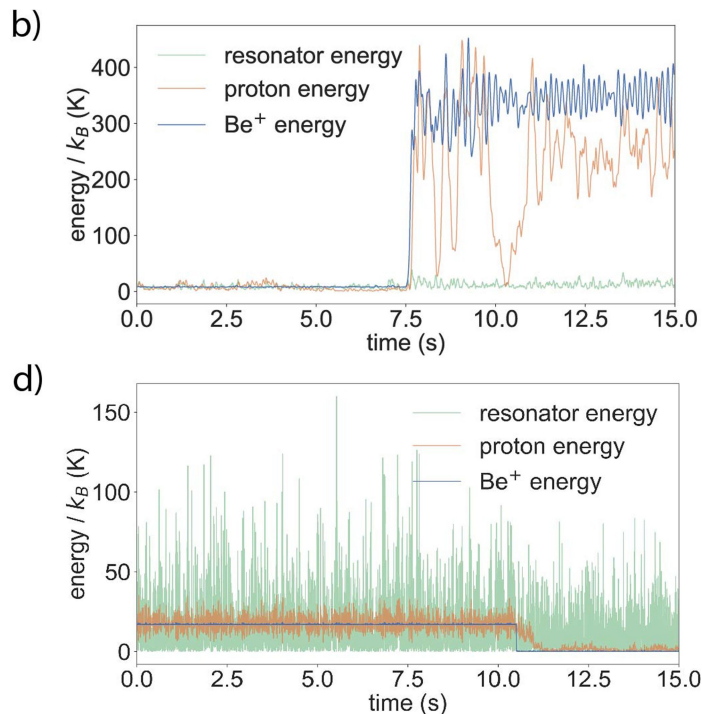 b)
resonator energy
proton energy
Be⁺ energy
energy / k_B (K)
400
300
200
100
0
0.0 2.5 5.0 7.5 10.0 12.5 15.0
time (s)
d)
resonator energy
proton energy
Be⁺ energy
energy / k_B (K)
150
100
50
0
0.0 2.5 5.0 7.5 10.0 12.5 15.0
time (s)